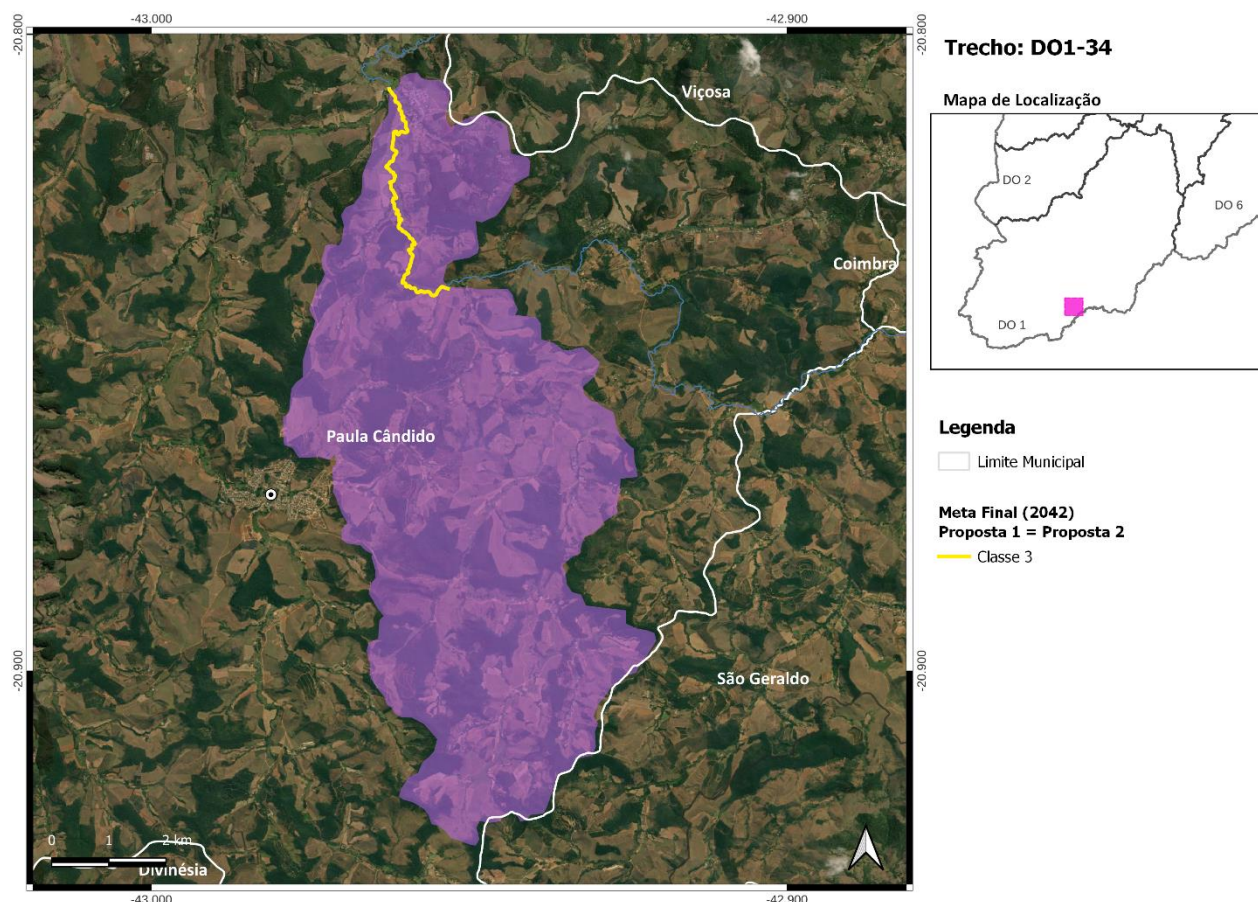 -43.000
-42.900
-20.800
-20.800
Viçosa
Coimbra
Paula Cândido
-20.900
-20.900
São Geraldo
0 1 2 km
Divinésia
-43.000
-42.900
Trecho: DO1-34
Mapa de Localização
DO 2
DO 6
DO 1
Legenda
Limite Municipal
Meta Final (2042)
Proposta 1 = Proposta 2
Classe 3